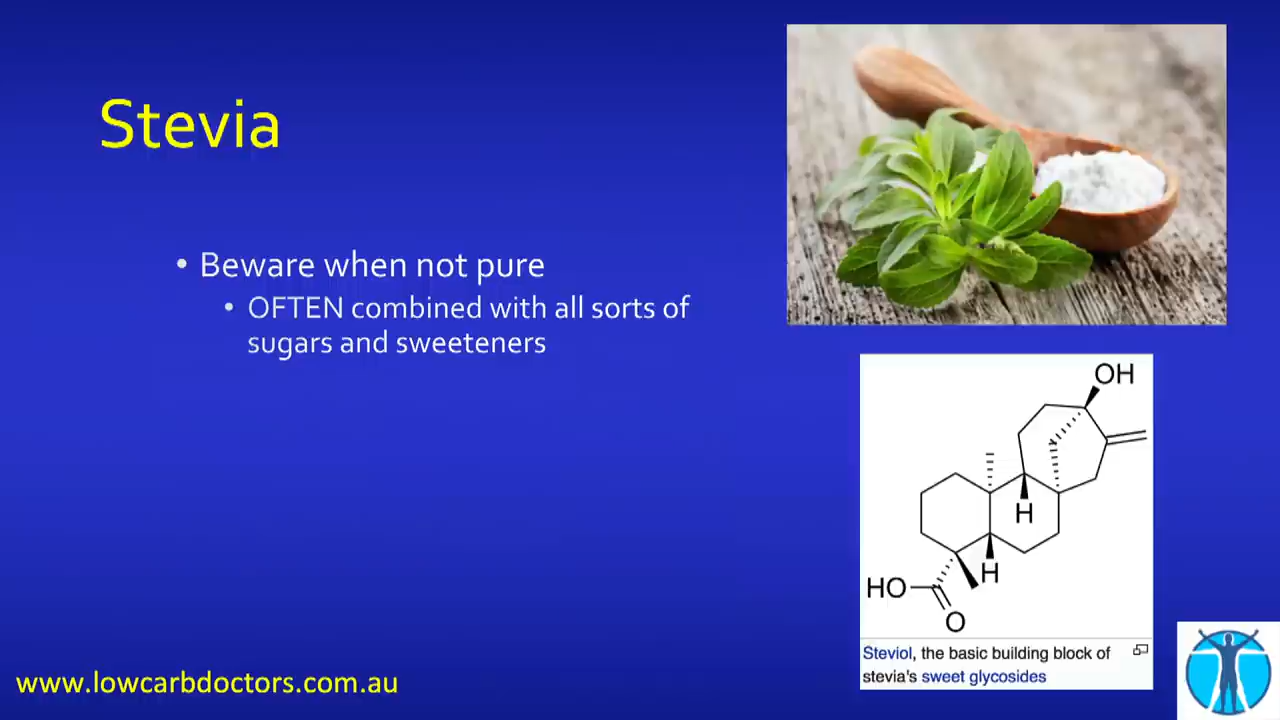 Stevia
• Beware when not pure
• OFTEN combined with all sorts of
sugars and sweeteners
OH
H
H
HO
O
Steviol, the basic building block of
stevia's sweet glycosides
www.lowcarbdoctors.com.au